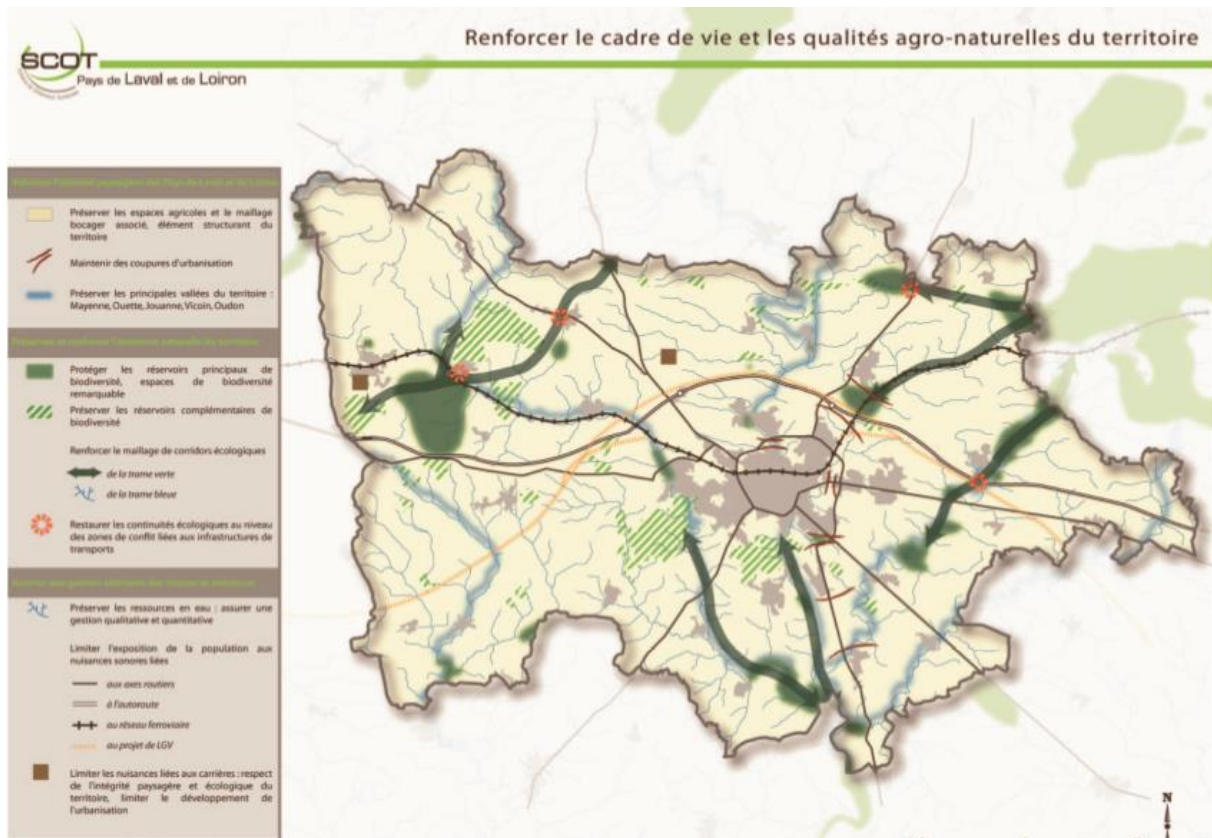 Renforcer le cadre de vie et les qualités agro-naturelles du territoire
SCOT
Pays de Laval et de Loiron
Préserver les espaces agricoles et le maillage
bocager associé, élément structurant du
territoire
Maintenir des coupures d'urbanisation
Préserver les principales vallées du territoire :
Mayenne, Ouette, Jouanne, Vicoin, Oudon
Protéger les réservoirs principaux de
biodiversité, espaces de biodiversité
remarquable
Préserver les réservoirs complémentaires de
biodiversité
Renforcer le maillage de corridors écologiques
de la trame verte
de la trame bleue
Restaurer les continuités écologiques au niveau
des zones de conflit liées aux infrastructures de
transports
Préserver les ressources en eau : assurer une
gestion qualitative et quantitative
Limiter l'exposition de la population aux
nuisances sonores liées
aux axes routiers
à l'autoroute
au réseau ferroviaire
au projet de LGV
Limiter les nuisances liées aux carrières : respect
de l'intégrité paysagère et écologique du
territoire, limiter le développement de
l'urbanisation
N